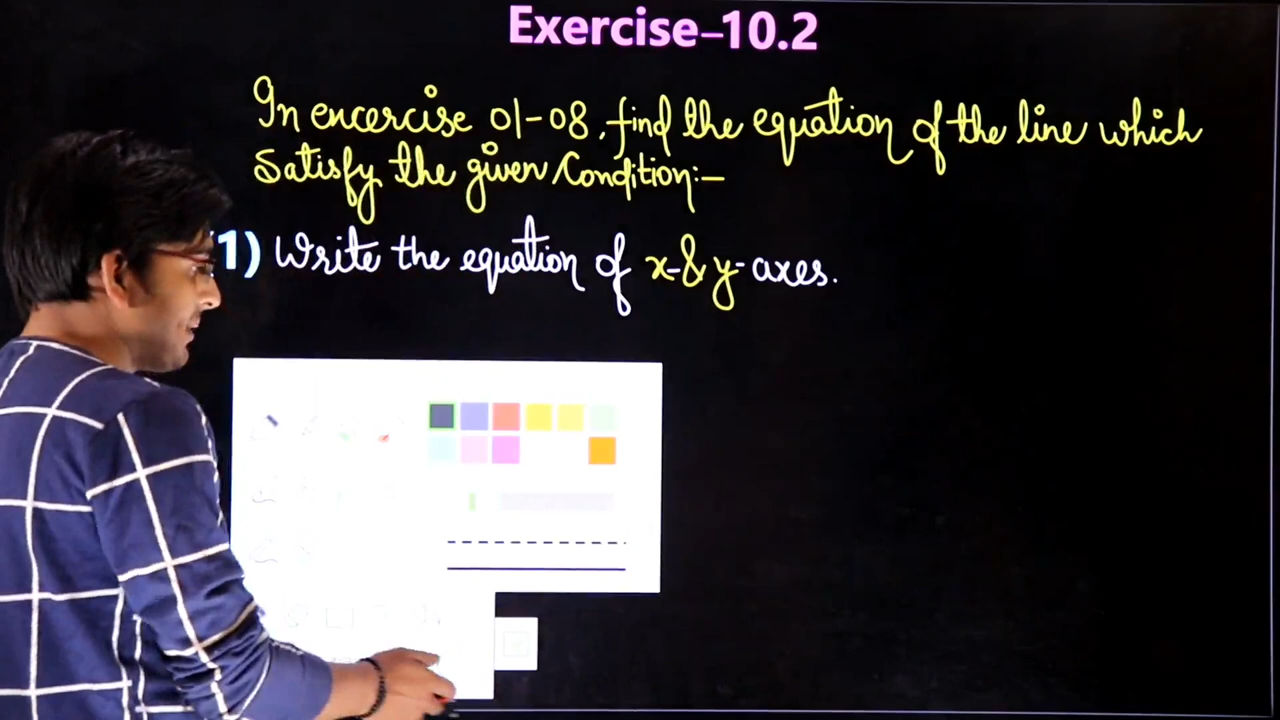 Exercise–10.2
In encercise 01-08, find the equation of the line which
Satisfy the given Condition:–
1) Write the equation of x-& y-axes.